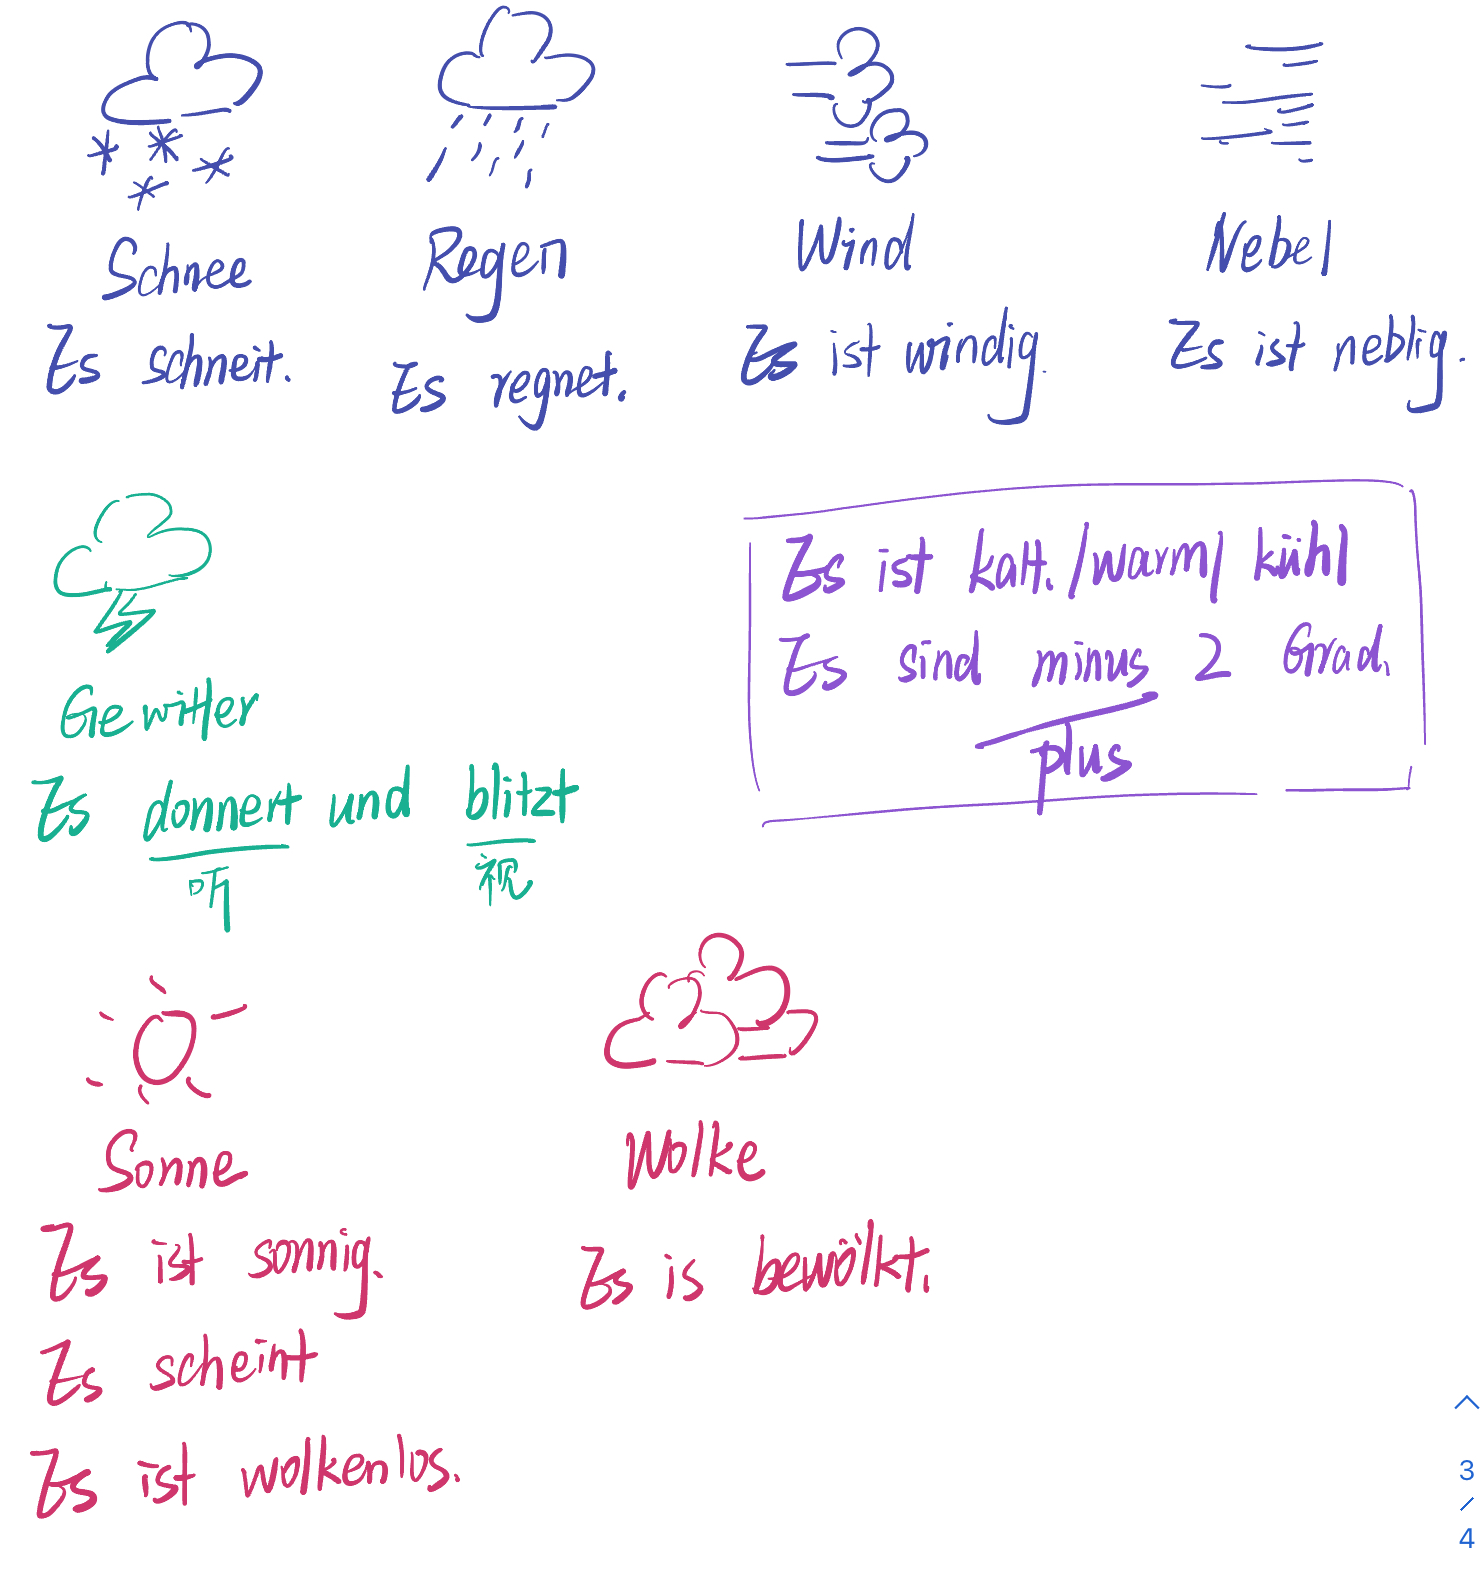 Schnee
Es schneit.
Regen
Es regnet.
Wind
Es ist windig.
Nebel
Es ist neblig.
Gewitter
Es donnert und blitzt
听 视
Es ist kalt. /warm/ kühl
Es sind minus 2 Grad.
plus
Sonne
Es ist sonnig.
Es scheint
Es ist wolkenlos.
Wolke
Es is bewölkt.
3
/
4